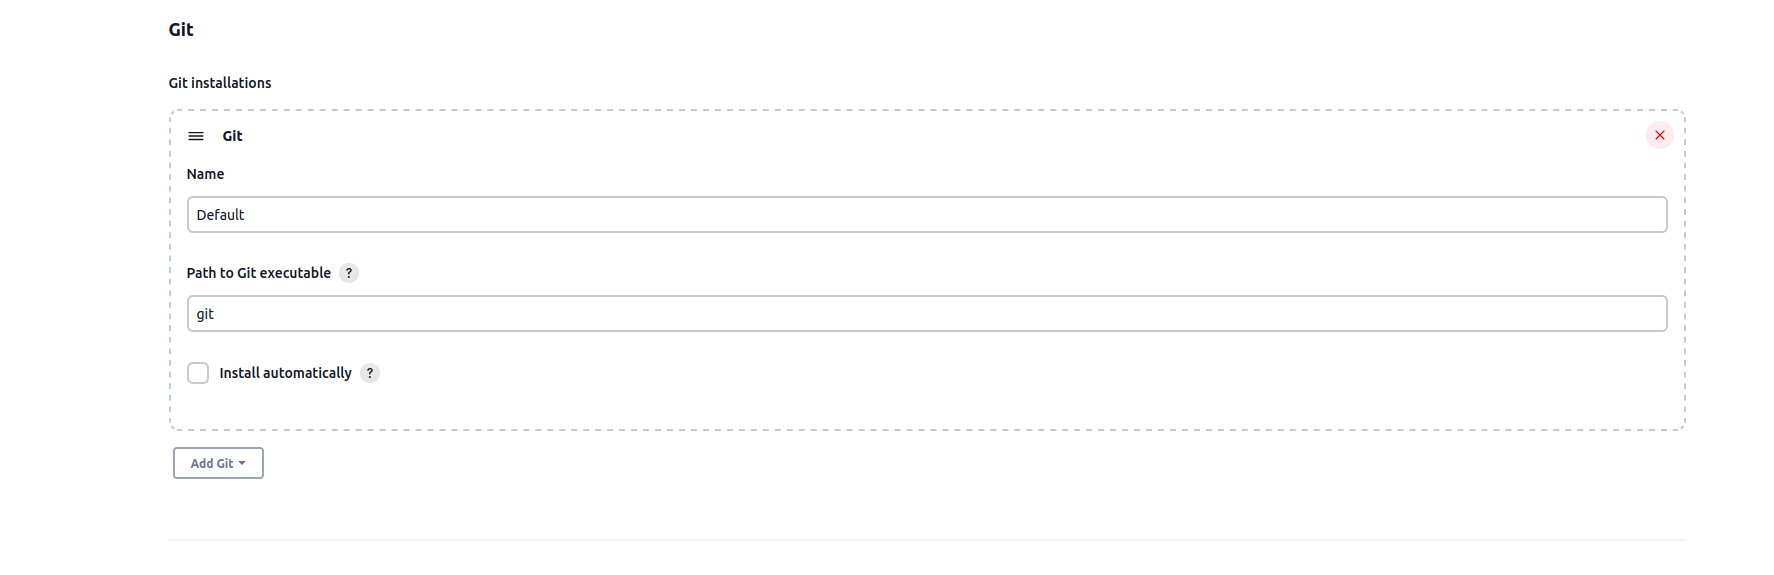 Git
Git installations
Git
Name
Default
Path to Git executable ?
git
Install automatically ?
Add Git